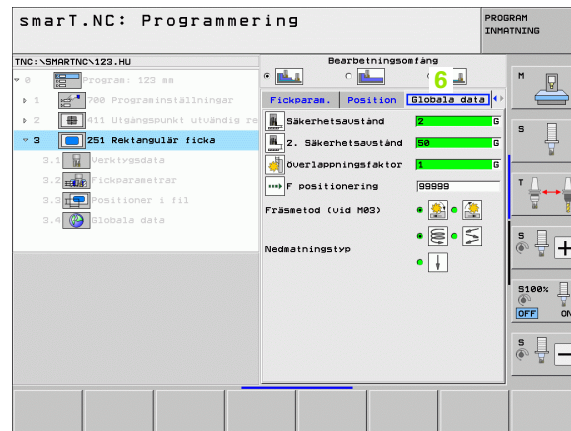 smarT.NC: Programmering
PROGRAM
INMATNING
TNC:\SMARTNC\123.HU
0 Program: 123 mm
1 700 Programinställningar
2 411 Utgångspunkt utvändig re
3 251 Rektangulär ficka
3.1 Verktygsdata
3.2 Fickparametrar
3.3 Positioner i fil
3.4 Globala data
Bearbetningsomfång
6
Fickparam. Position Globala data
Säkerhetsavstånd 2 G
2. Säkerhetsavstånd 50 G
Överlappningsfaktor 1 G
F positionering 99999
Fräsmetod (vid M03)
Nedmatningstyp
M
S
T
S
S100%
OFF ON
S